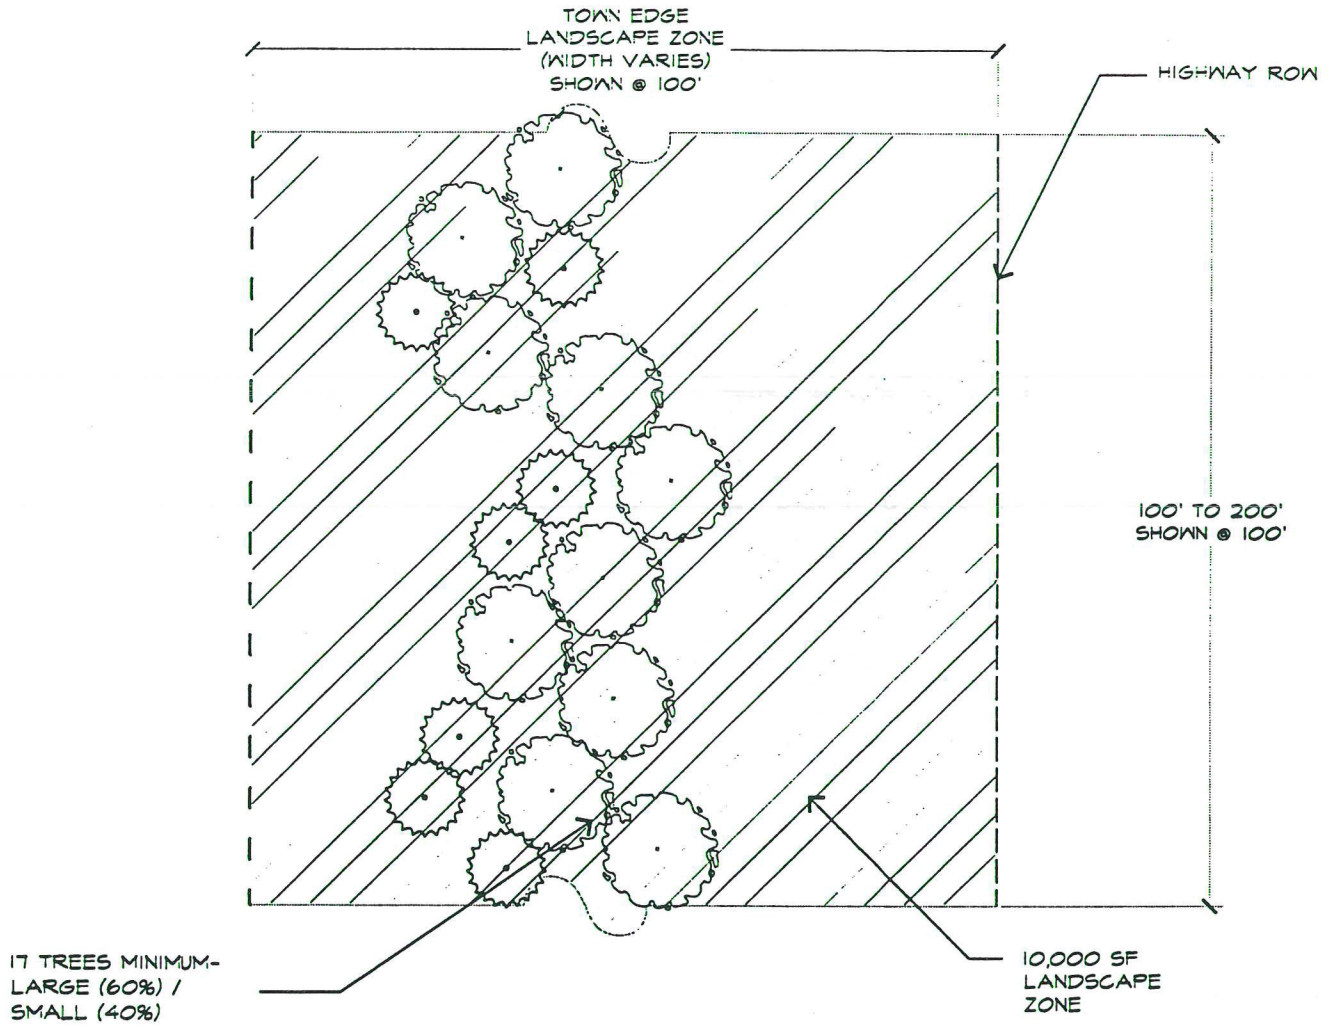 TOWN EDGE
LANDSCAPE ZONE
(WIDTH VARIES)
SHOWN @ 100'
HIGHWAY ROW
100' TO 200'
SHOWN @ 100'
17 TREES MINIMUM-
LARGE (60%) /
SMALL (40%)
10,000 SF
LANDSCAPE
ZONE